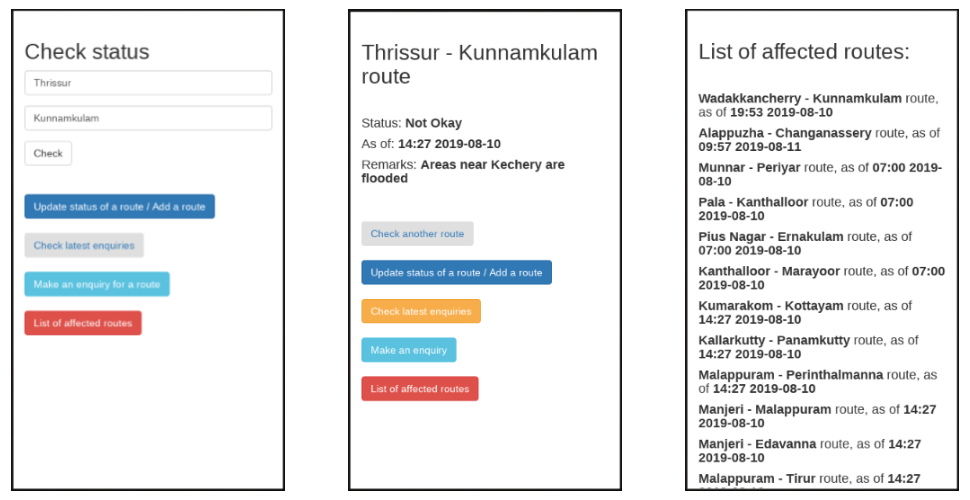 Check status
Thrissur
Kunnamkulam
Check
Update status of a route / Add a route
Check latest enquiries
Make an enquiry for a route
List of affected routes
Thrissur - Kunnamkulam
route
Status: Not Okay
As of: 14:27 2019-08-10
Remarks: Areas near Kechery are
flooded
Check another route
Update status of a route / Add a route
Check latest enquiries
Make an enquiry
List of affected routes
List of affected routes:
Wadakkancherry - Kunnamkulam route,
as of 19:53 2019-08-10
Alappuzha - Changanassery route, as of
09:57 2019-08-11
Munnar - Periyar route, as of 07:00 2019-
08-10
Pala - Kanthalloor route, as of 07:00
2019-08-10
Pius Nagar - Ernakulam route, as of
07:00 2019-08-10
Kanthalloor - Marayoor route, as of 07:00
2019-08-10
Kumarakom - Kottayam route, as of
14:27 2019-08-10
Kallarkutty - Panamkutty route, as of
14:27 2019-08-10
Malappuram - Perinthalmanna route, as
of 14:27 2019-08-10
Manjeri - Malappuram route, as of 14:27
2019-08-10
Manjeri - Edavanna route, as of 14:27
2019-08-10
Malappuram - Tirur route, as of 14:27